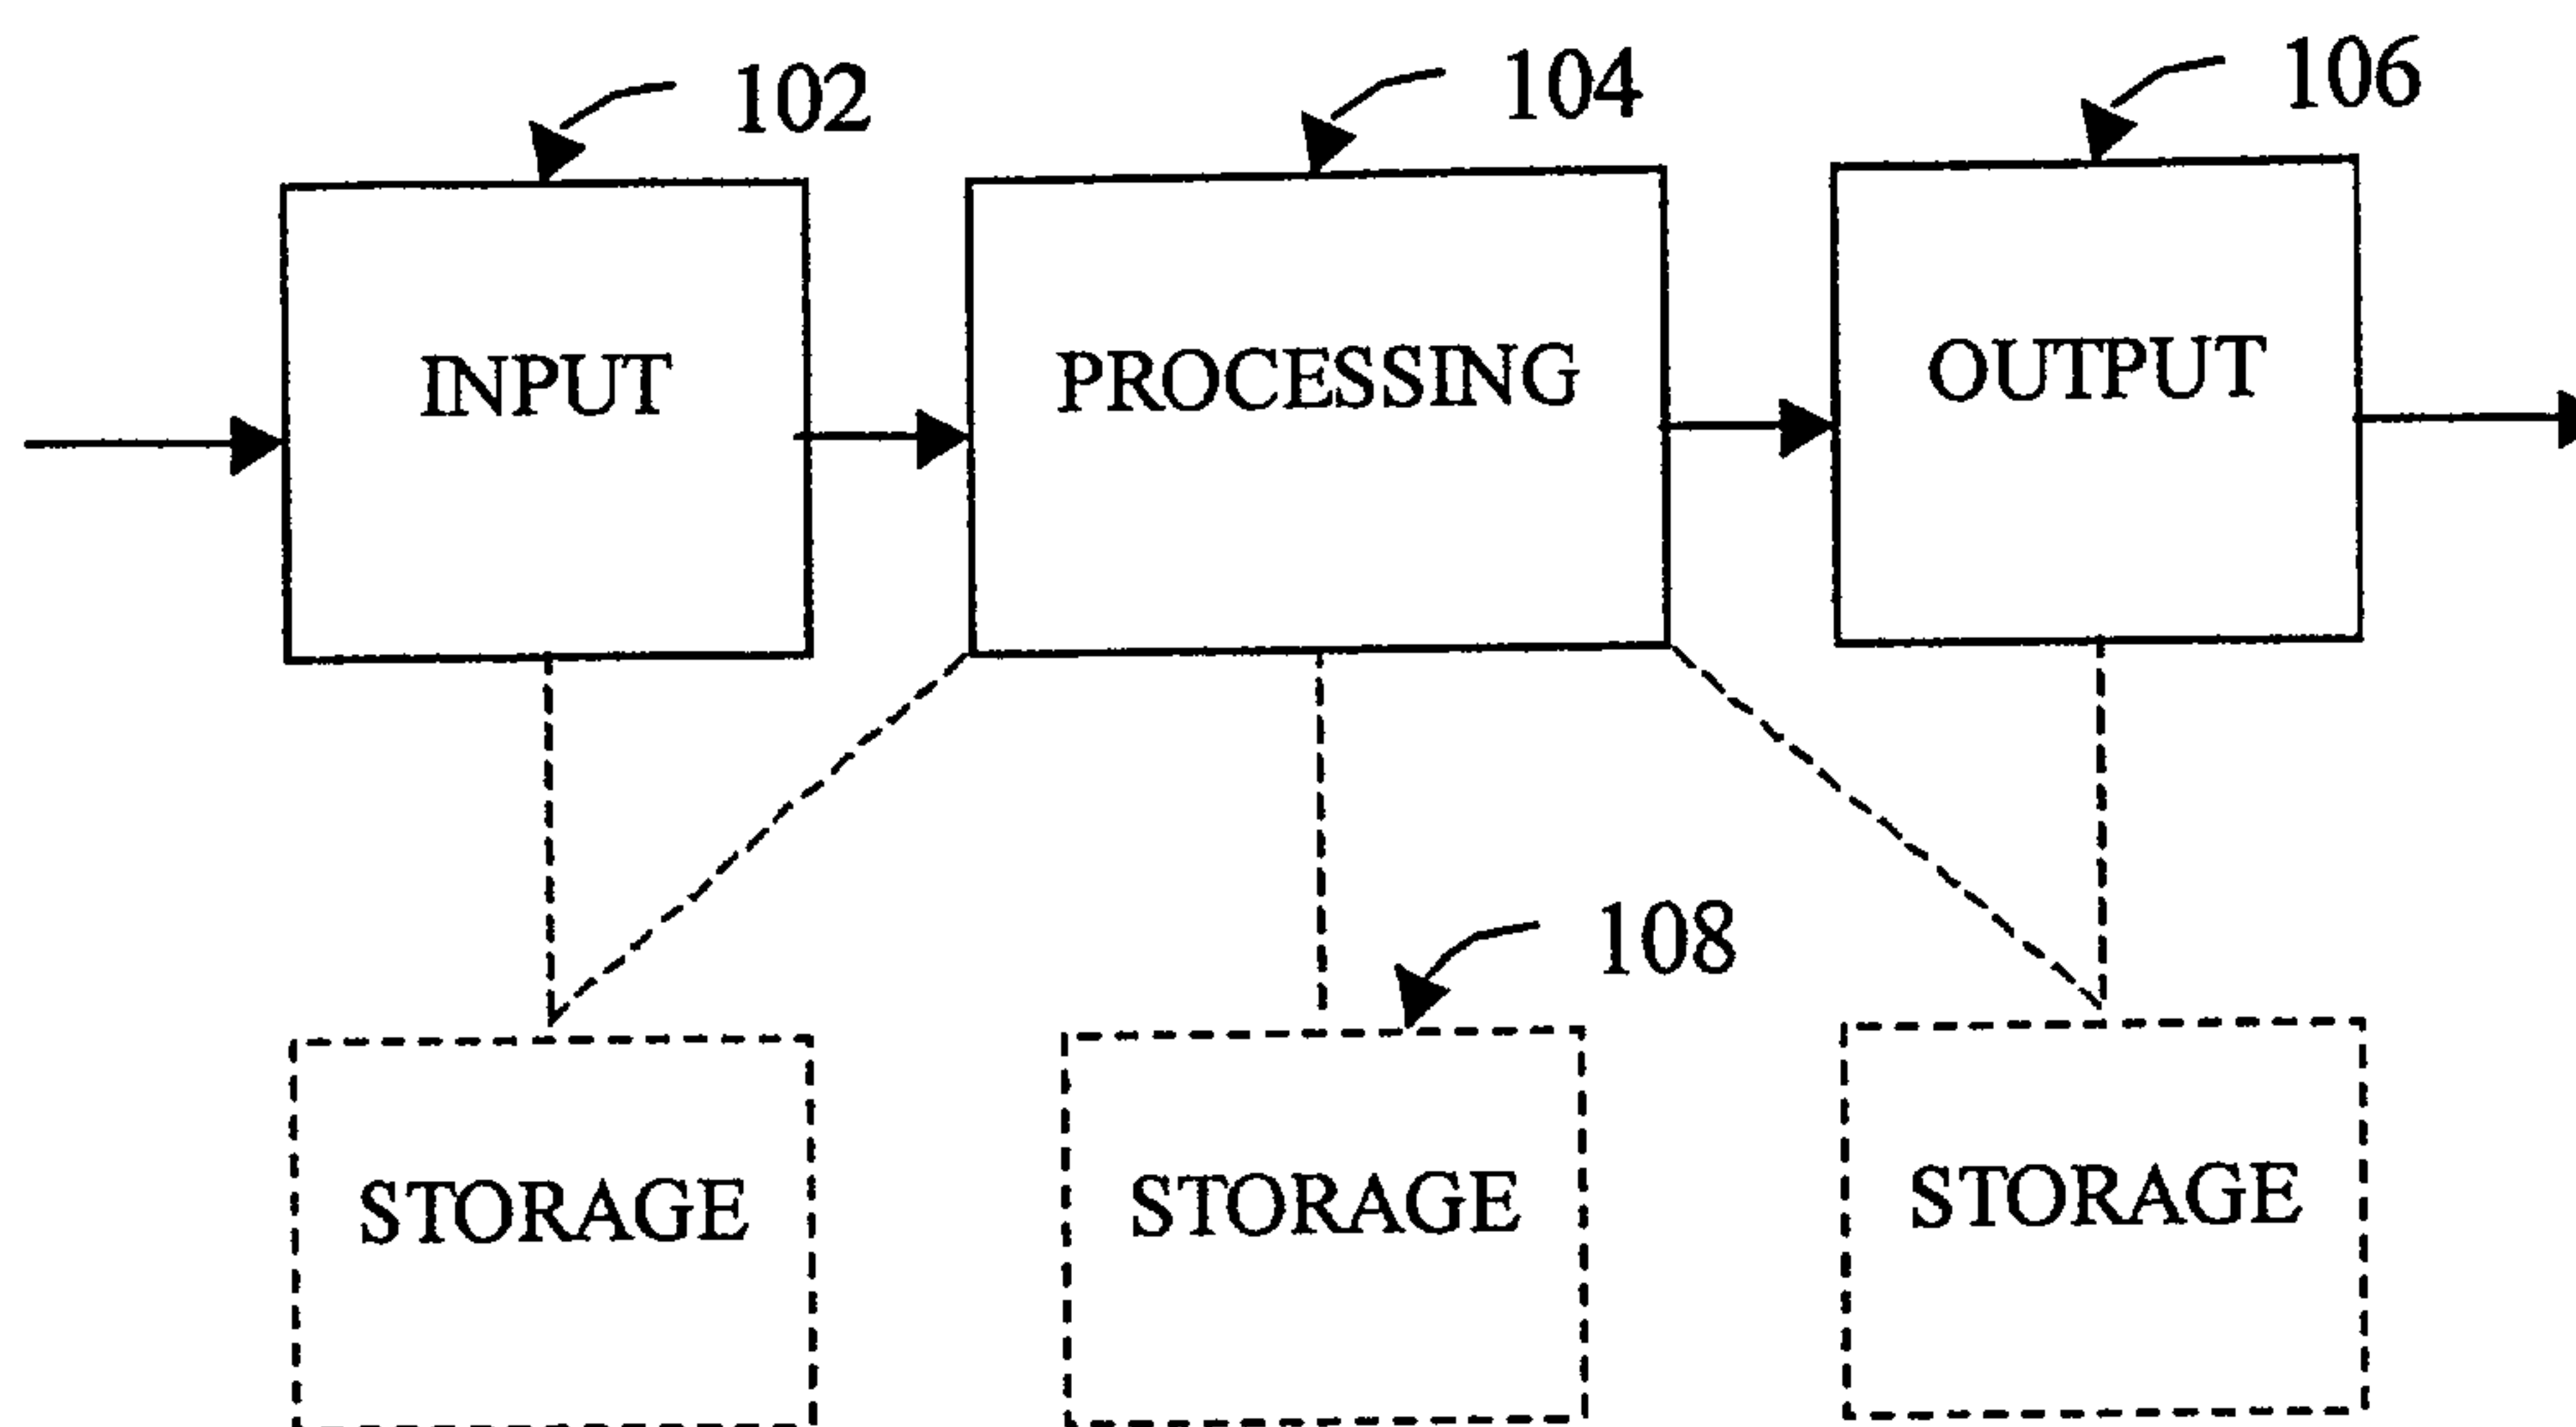 102
104
106
INPUT
PROCESSING
OUTPUT
108
STORAGE
STORAGE
STORAGE